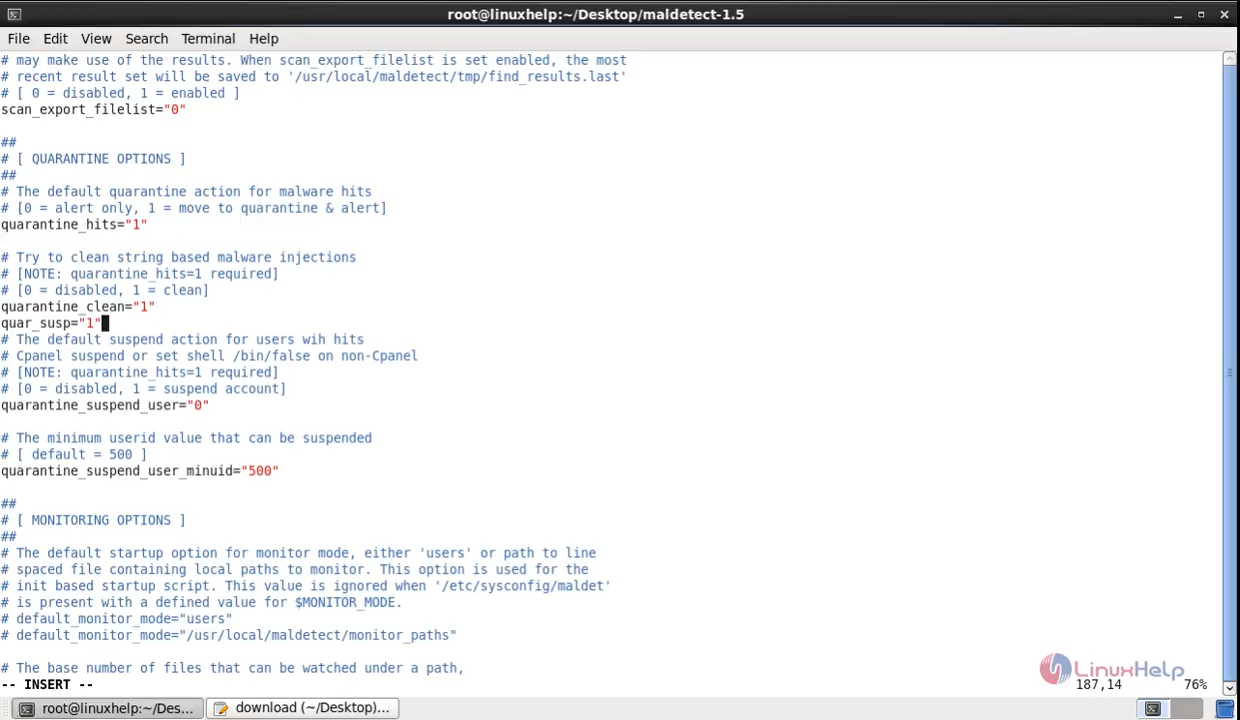 root@linuxhelp:~/Desktop/maldetect-1.5
File Edit View Search Terminal Help
# may make use of the results. When scan_export_filelist is set enabled, the most
# recent result set will be saved to '/usr/local/maldetect/tmp/find_results.last'
# [ 0 = disabled, 1 = enabled ]
scan_export_filelist="0"
##
# [ QUARANTINE OPTIONS ]
##
# The default quarantine action for malware hits
# [0 = alert only, 1 = move to quarantine & alert]
quarantine_hits="1"
# Try to clean string based malware injections
# [NOTE: quarantine_hits=1 required]
# [0 = disabled, 1 = clean]
quarantine_clean="1"
quar_susp="1"
# The default suspend action for users wih hits
# Cpanel suspend or set shell /bin/false on non-Cpanel
# [NOTE: quarantine_hits=1 required]
# [0 = disabled, 1 = suspend account]
quarantine_suspend_user="0"
# The minimum userid value that can be suspended
# [ default = 500 ]
quarantine_suspend_user_minuid="500"
##
# [ MONITORING OPTIONS ]
##
# The default startup option for monitor mode, either 'users' or path to line
# spaced file containing local paths to monitor. This option is used for the
# init based startup script. This value is ignored when '/etc/sysconfig/maldet'
# is present with a defined value for $MONITOR_MODE.
# default_monitor_mode="users"
# default_monitor_mode="/usr/local/maldetect/monitor_paths"
# The base number of files that can be watched under a path,
LinuxHelp
-- INSERT -- 187,14 76%
root@linuxhelp:~/Des... download (~/Desktop)...